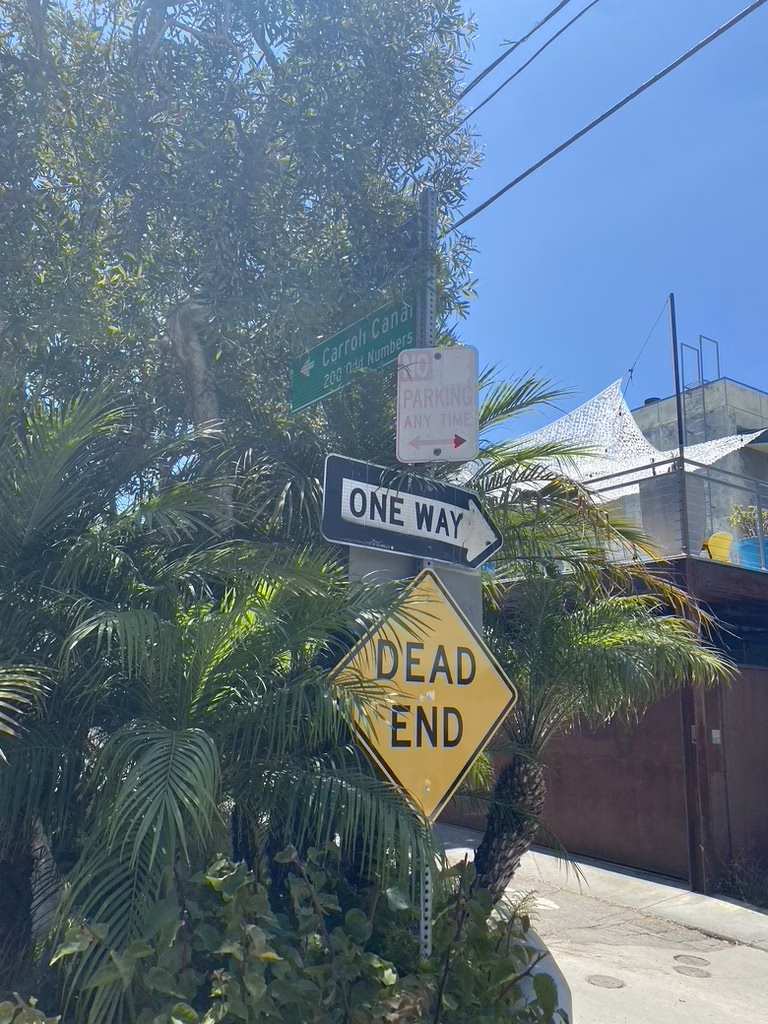 Carroll Canal
200 Odd Numbers
NO
PARKING
ANY TIME
ONE WAY
DEAD
END